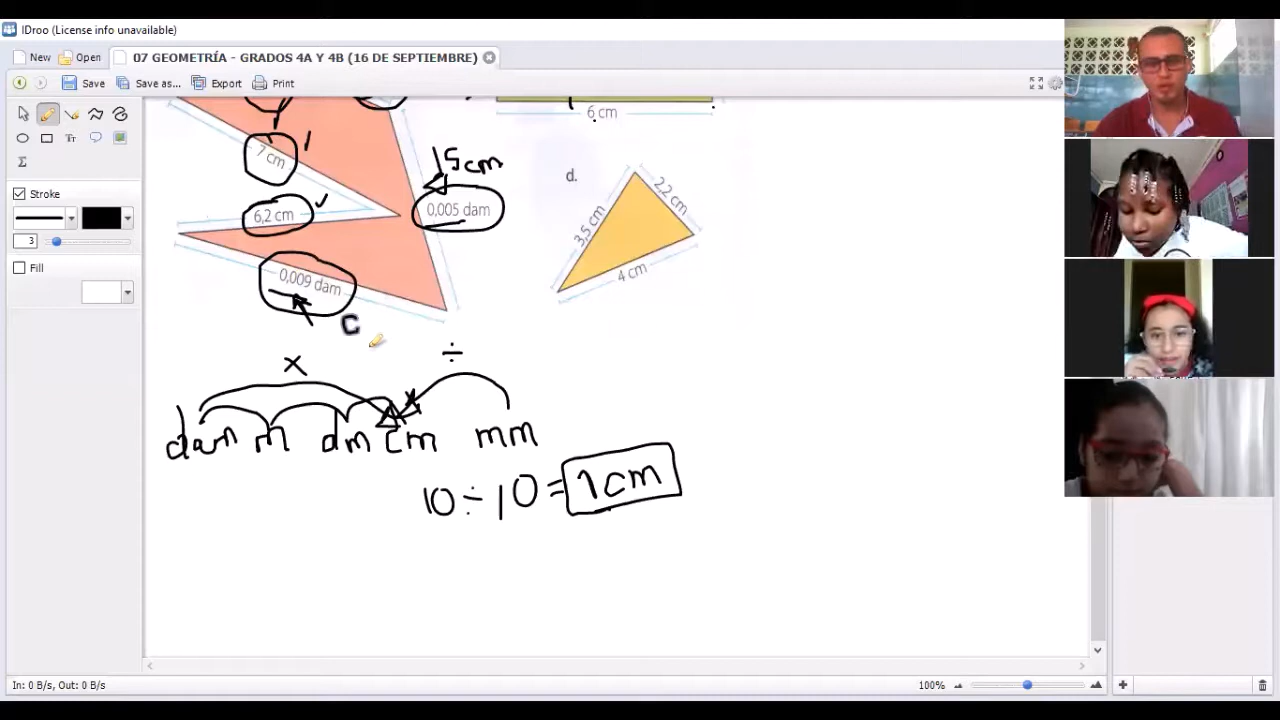 IDroo (License info unavailable)
New Open 07 GEOMETRÍA - GRADOS 4A Y 4B (16 DE SEPTIEMBRE)
Save Save as... Export Print
6 cm
7 cm
15cm
d.
2,2 cm
Tr
Stroke
6,2 cm
0,005 dam
3,5 cm
4 cm
3
Fill
0,009 dam
C
x ÷
x
dam m dm cm mm
10 ÷ 10 = 1cm
In: 0 B/s, Out: 0 B/s
100%